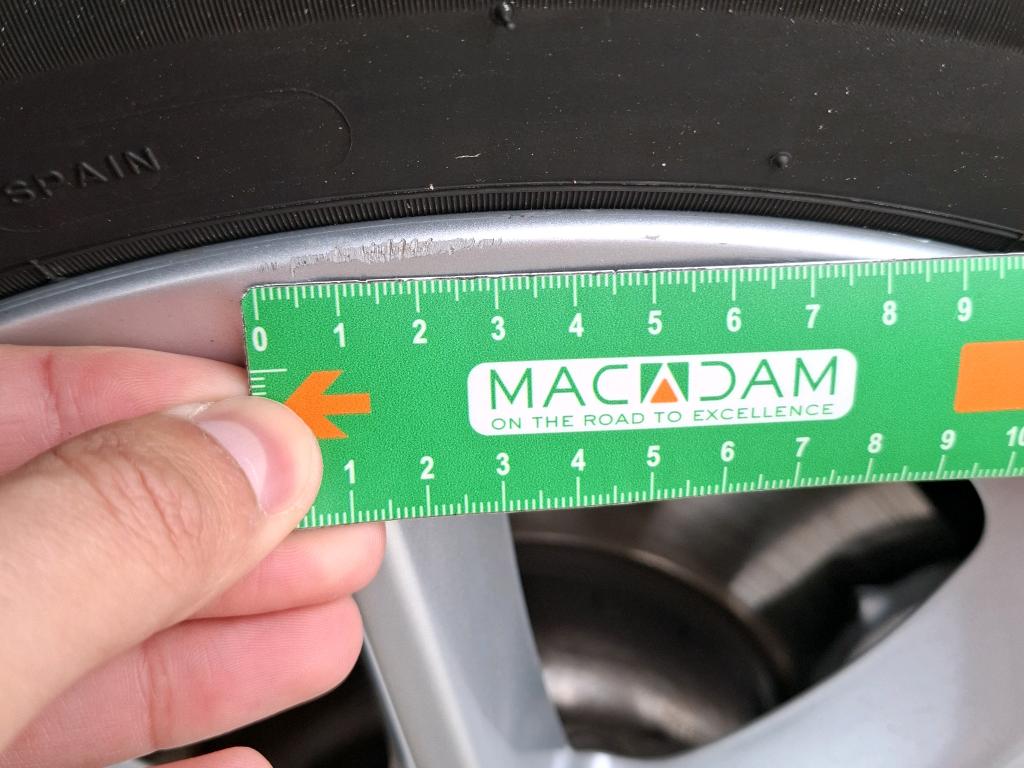 SPAIN
0 1 2 3 4 5 6 7 8 9
MACADAM
ON THE ROAD TO EXCELLENCE
1 2 3 4 5 6 7 8 9 10